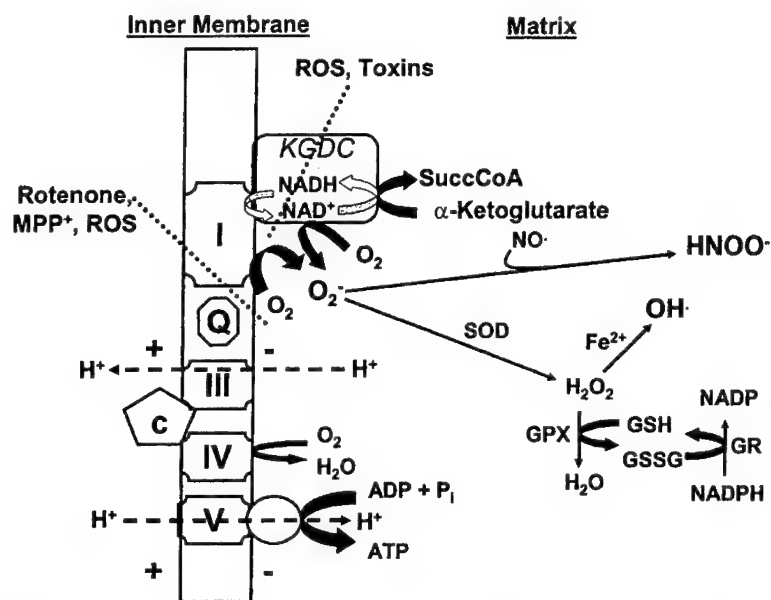 Inner Membrane
Matrix
ROS, Toxins
KGDC
NADH
NAD⁺
SuccCoA
α-Ketoglutarate
Rotenone,
MPP⁺, ROS
I
O₂
O₂
O₂⁻
NO·
HNOO⁻
Q
SOD
Fe²⁺
OH·
+
-
H⁺
H⁺
III
H₂O₂
c
IV
O₂
H₂O
GPX
GSH
GSSG
NADP
GR
NADPH
H₂O
ADP + Pᵢ
H⁺
V
H⁺
ATP
+
-